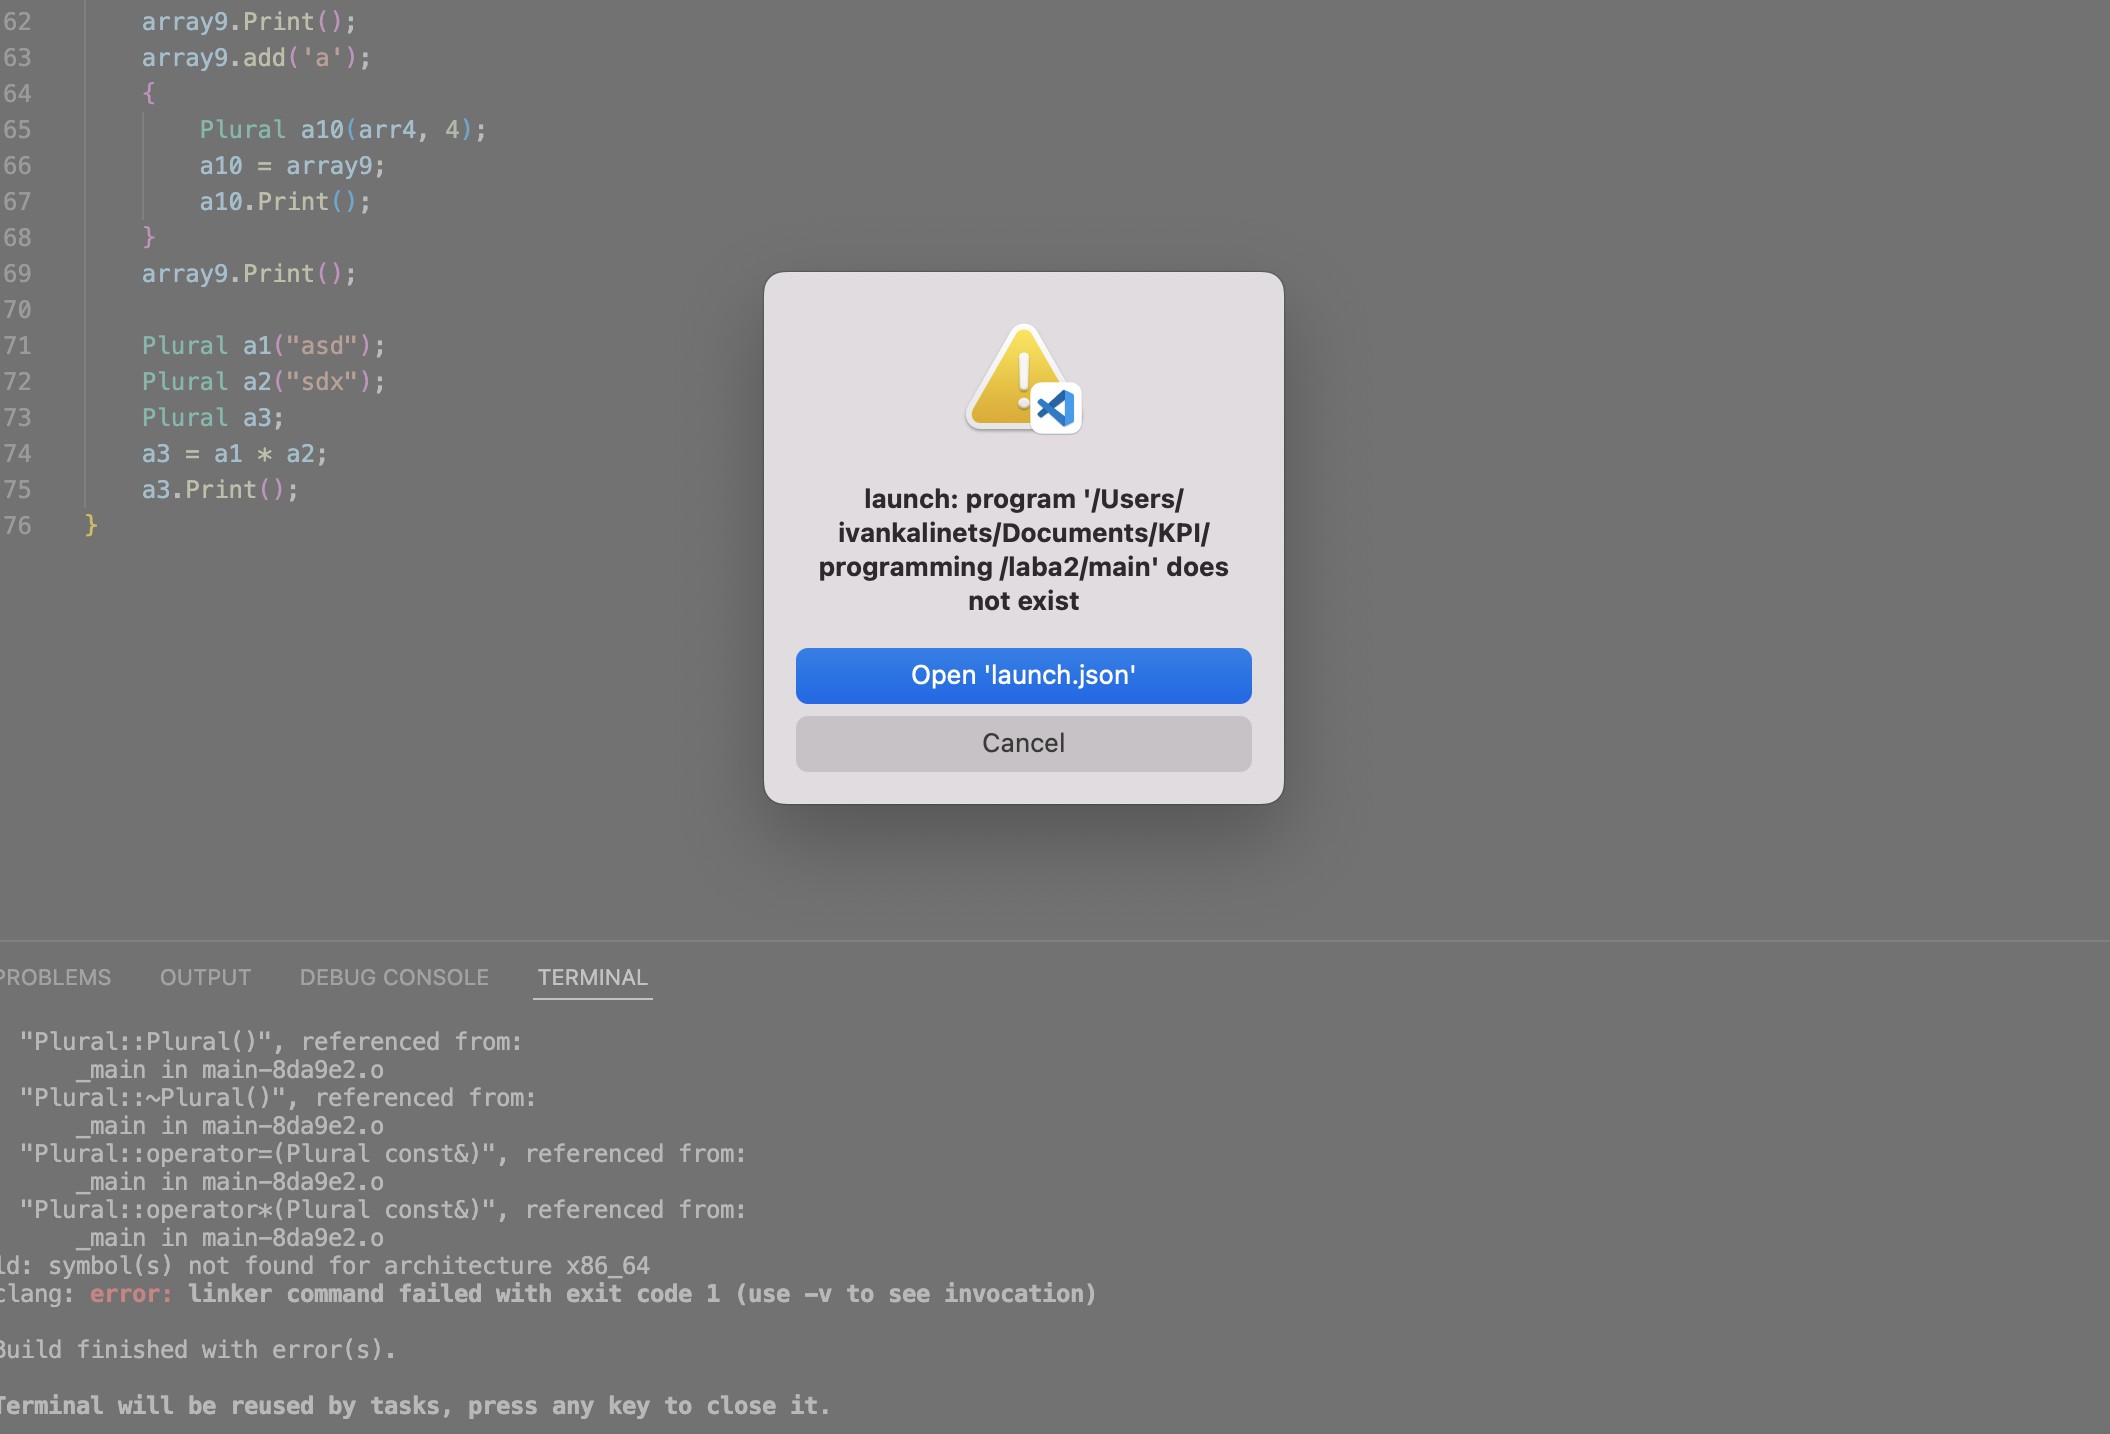 62 array9.Print();
63 array9.add('a');
64 {
65 Plural a10(arr4, 4);
66 a10 = array9;
67 a10.Print();
68 }
69 array9.Print();
70
71 Plural a1("asd");
72 Plural a2("sdx");
73 Plural a3;
74 a3 = a1 * a2;
75 a3.Print();
76 }
launch: program '/Users/
ivankalinets/Documents/KPI/
programming /laba2/main' does
not exist
Open 'launch.json'
Cancel
PROBLEMS OUTPUT DEBUG CONSOLE TERMINAL
"Plural::Plural()", referenced from:
_main in main-8da9e2.o
"Plural::~Plural()", referenced from:
_main in main-8da9e2.o
"Plural::operator=(Plural const&)", referenced from:
_main in main-8da9e2.o
"Plural::operator*(Plural const&)", referenced from:
_main in main-8da9e2.o
ld: symbol(s) not found for architecture x86_64
clang: error: linker command failed with exit code 1 (use -v to see invocation)
Build finished with error(s).
Terminal will be reused by tasks, press any key to close it.